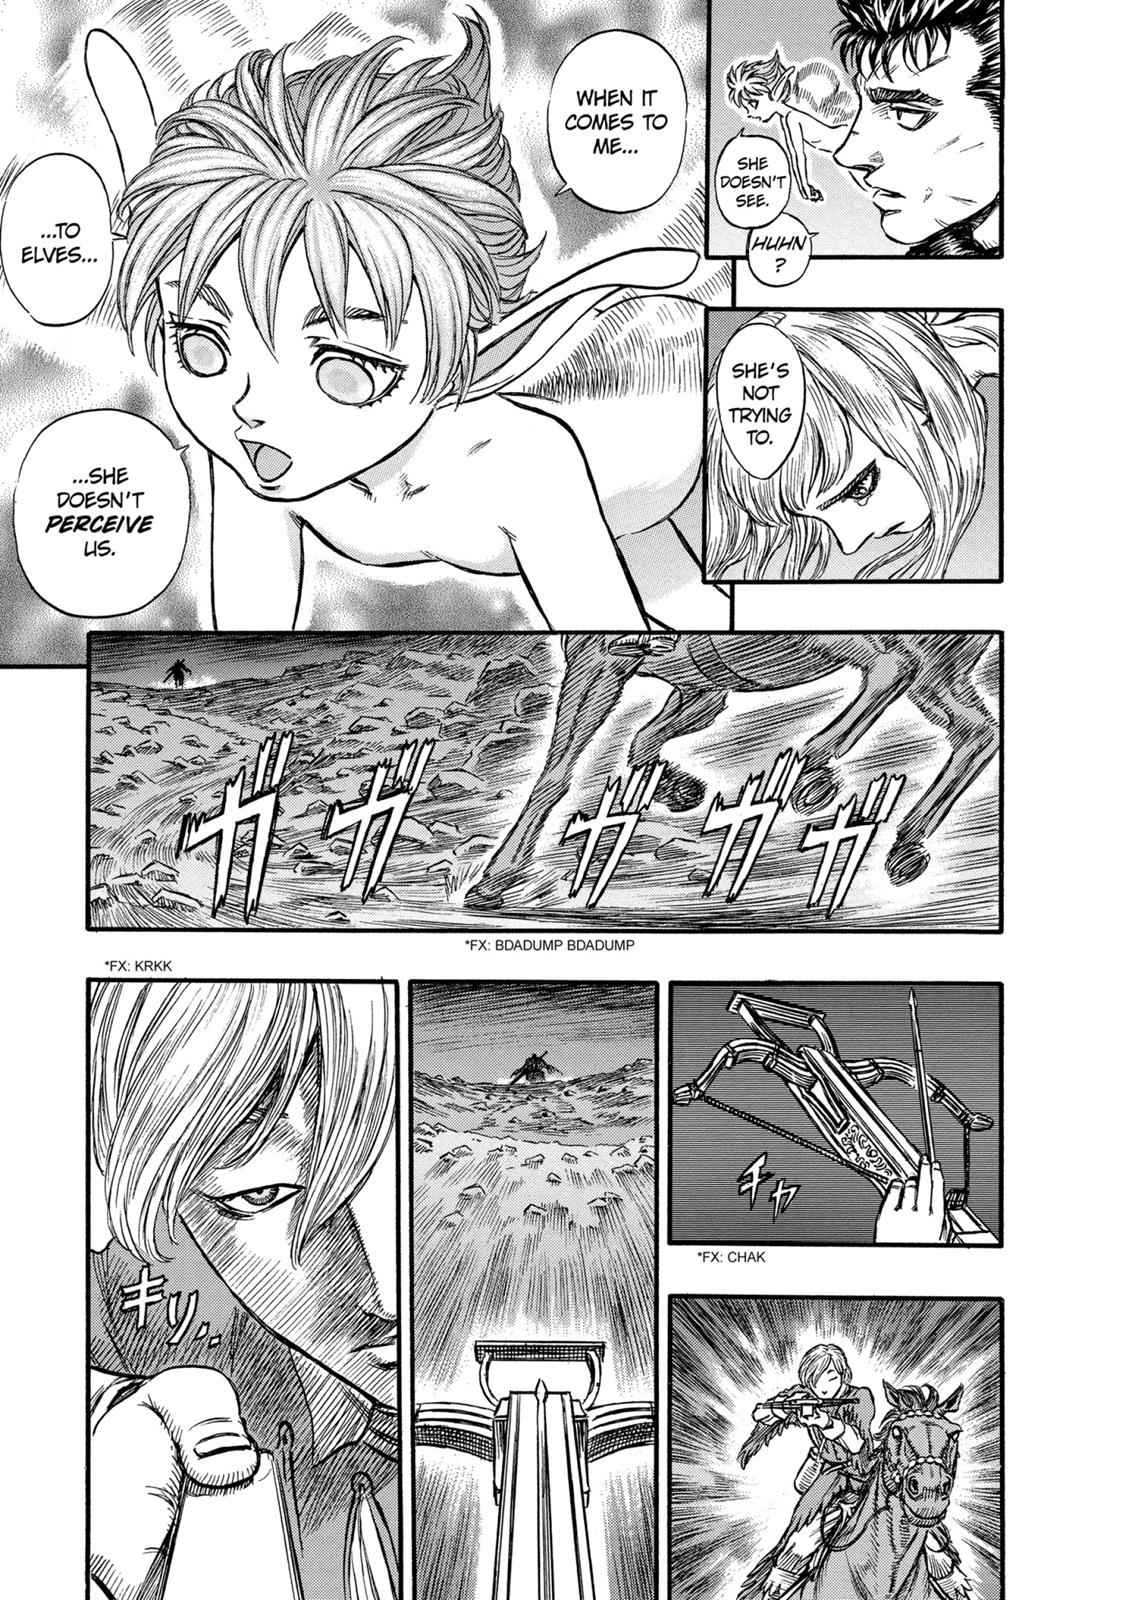 SHE
DOESN'T
SEE.
HUHN
?
SHE'S
NOT
TRYING
TO.
WHEN IT
COMES TO
ME...
...TO
ELVES...
...SHE
DOESN'T
PERCEIVE
US.
ガガガガガ
*FX: BDADUMP BDADUMP
チャ
*FX: CHAK
*FX: KRKK
キリ..